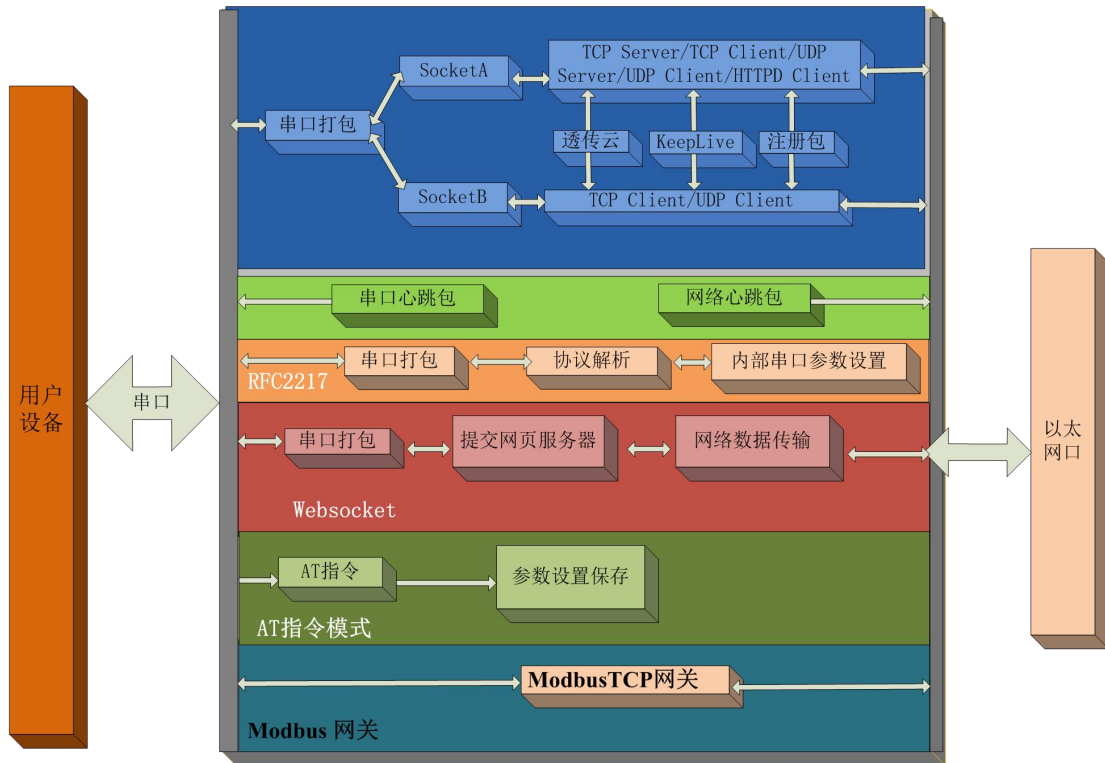 用户
设备
串口
串口打包
SocketA
SocketB
TCP Server/TCP Client/UDP
Server/UDP Client/HTTPD Client
透传云
KeepLive
注册包
TCP Client/UDP Client
串口心跳包
网络心跳包
串口打包
协议解析
内部串口参数设置
RFC2217
串口打包
提交网页服务器
网络数据传输
Websocket
AT指令
参数设置保存
AT指令模式
ModbusTCP网关
Modbus 网关
以太
网口